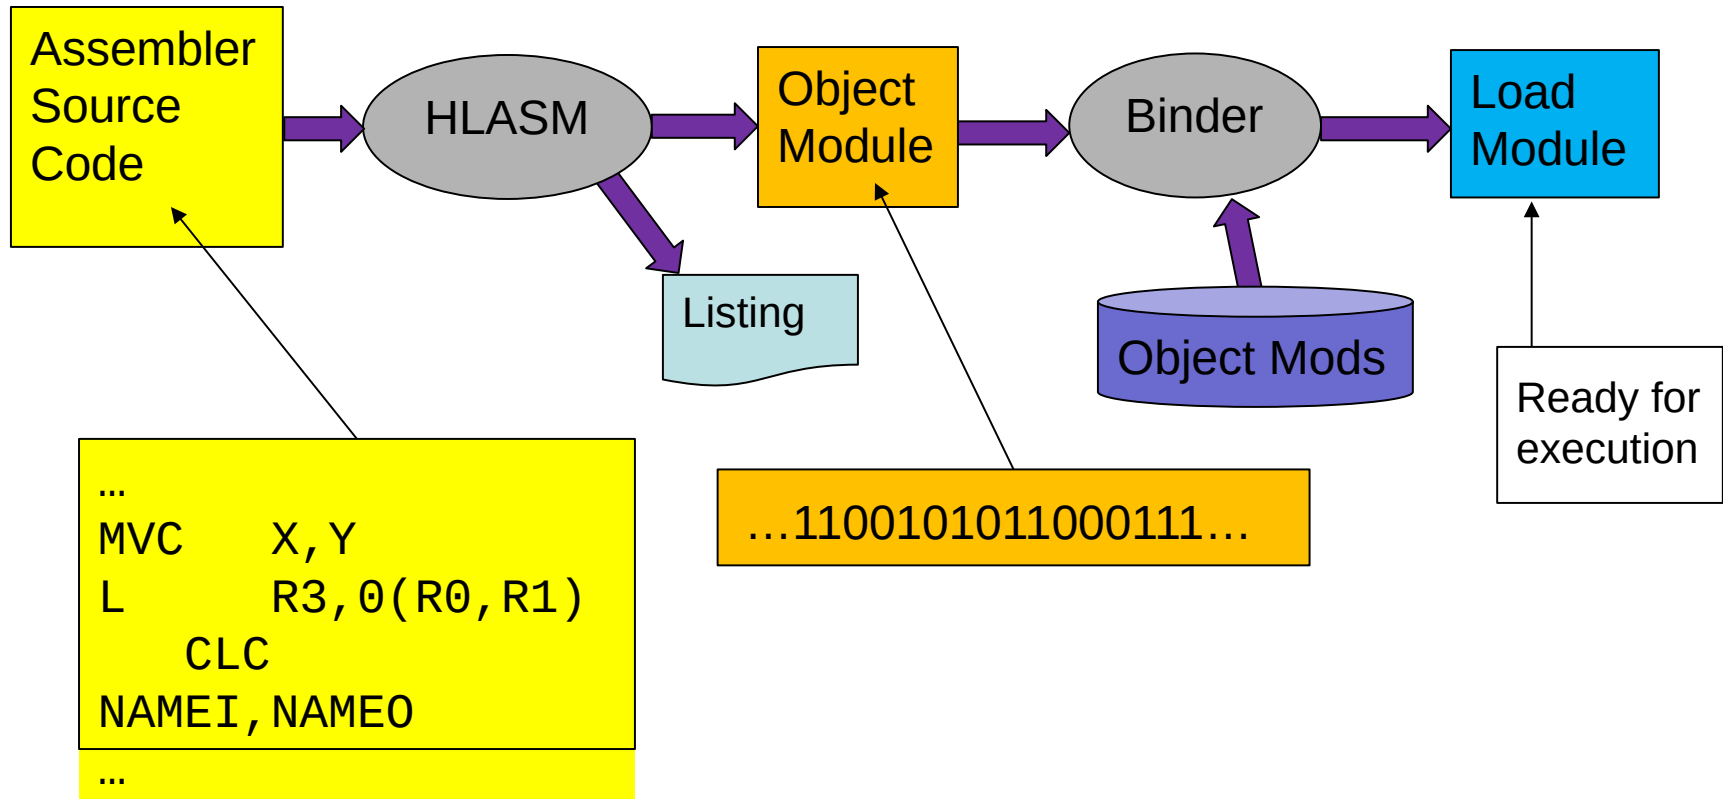 Assembler
Source
Code
HLASM
Object
Module
Binder
Load
Module
Listing
Object Mods
Ready for
execution
…
MVC   X,Y
L     R3,0(R0,R1)
   CLC
NAMEI,NAMEO
…
…1100101011000111…